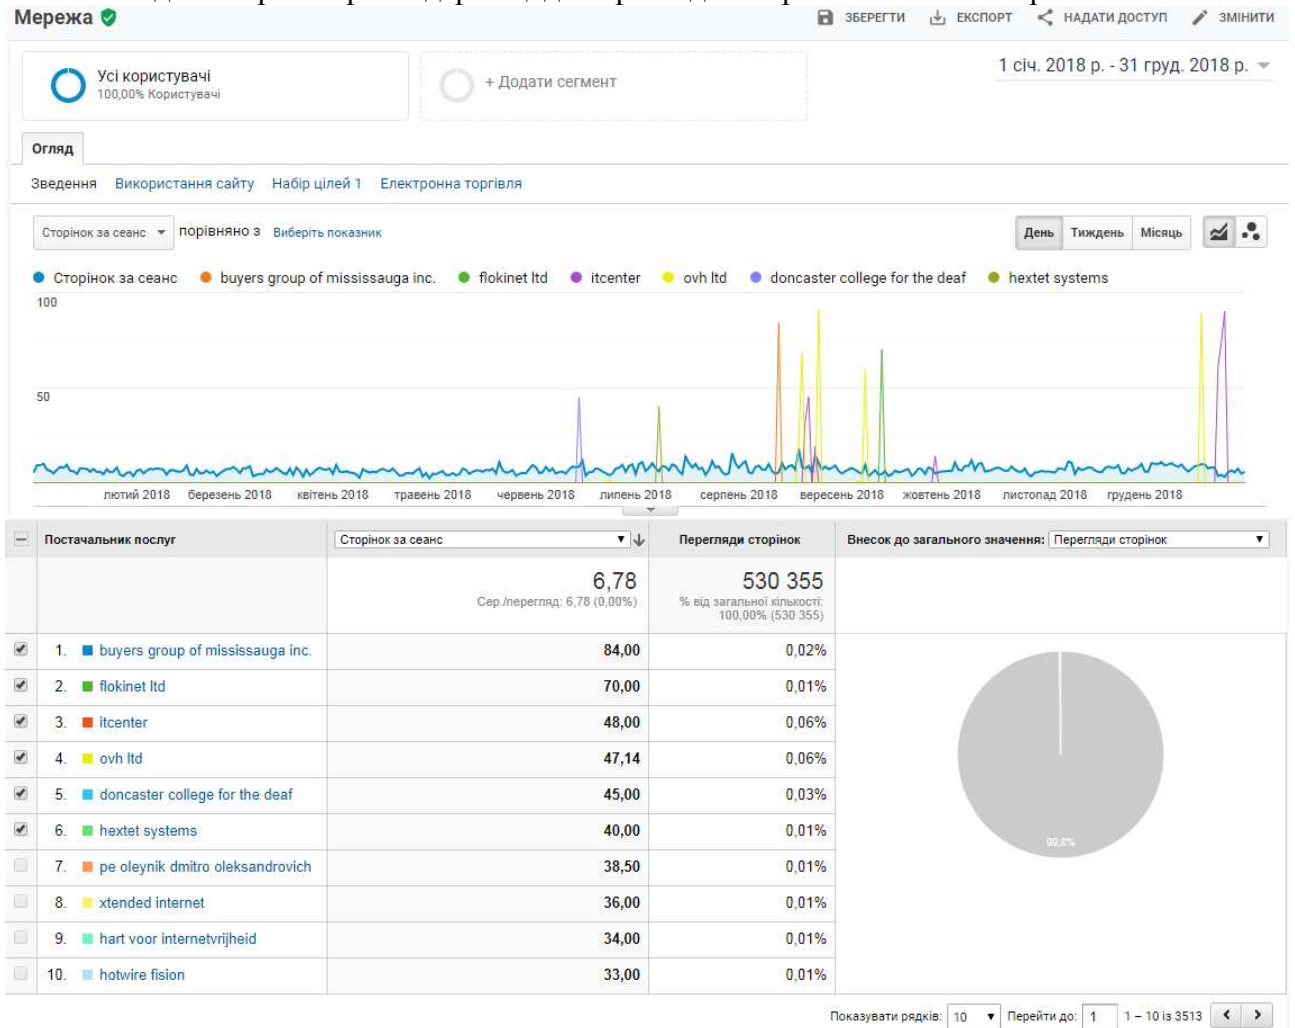 Мережа
ЗБЕРЕГТИ ЕКСПОРТ НАДАТИ ДОСТУП ЗМІНИТИ
Усі користувачі
100,00% Користувачі
+ Додати сегмент
1 січ. 2018 р. - 31 груд. 2018 р.
Огляд
Зведення Використання сайту Набір цілей 1 Електронна торгівля
Сторінок за сеанс порівняно з Виберіть показник
День Тиждень Місяць
Сторінок за сеанс buyers group of mississauga inc. flokinet ltd itcenter ovh ltd doncaster college for the deaf hextet systems
100
50
лютий 2018 березень 2018 квітень 2018 травень 2018 червень 2018 липень 2018 серпень 2018 вересень 2018 жовтень 2018 листопад 2018 грудень 2018
Постачальник послуг Сторінок за сеанс Перегляди сторінок Внесок до загального значення: Перегляди сторінок
6,78 530 355
Сер./перегляд: 6,78 (0,00%) % від загальної кількості:
100,00% (530 355)
1. buyers group of mississauga inc. 84,00 0,02%
2. flokinet ltd 70,00 0,01%
3. itcenter 48,00 0,06%
4. ovh ltd 47,14 0,06%
5. doncaster college for the deaf 45,00 0,03%
6. hextet systems 40,00 0,01%
7. pe oleynik dmitro oleksandrovich 38,50 0,01%
8. xtended internet 36,00 0,01%
9. hart voor internetvrijheid 34,00 0,01%
10. hotwire fision 33,00 0,01%
99,8%
Показувати рядків: 10 Перейти до: 1 1 – 10 із 3513